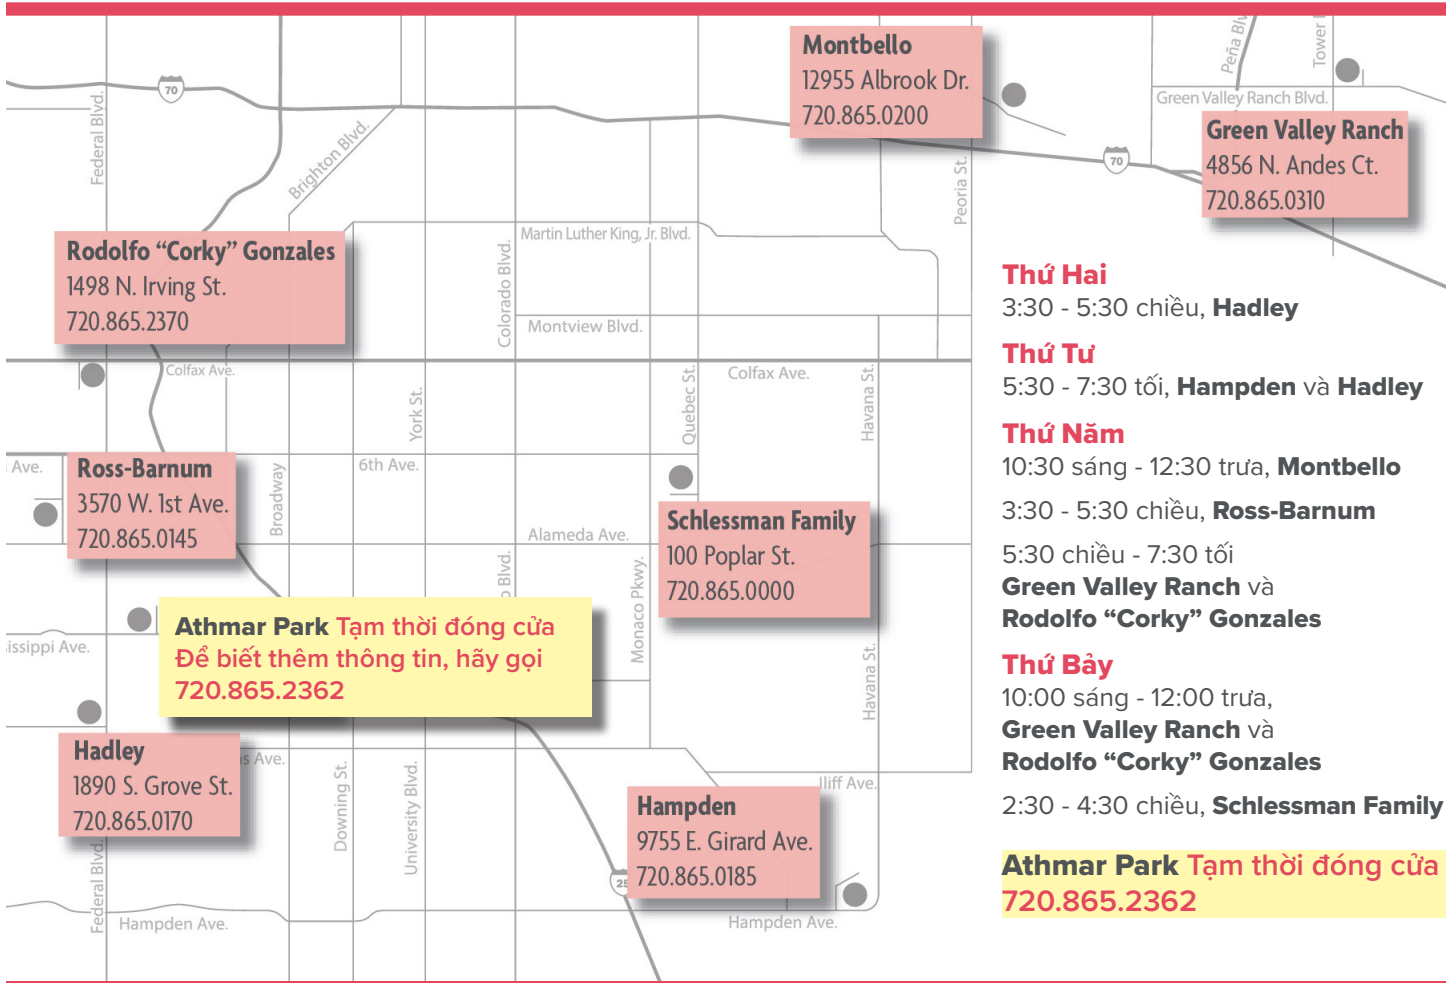 Montbello
12955 Albrook Dr.
720.865.0200
Green Valley Ranch
4856 N. Andes Ct.
720.865.0310
Rodolfo “Corky” Gonzales
1498 N. Irving St.
720.865.2370
Ross-Barnum
3570 W. 1st Ave.
720.865.0145
Schlessman Family
100 Poplar St.
720.865.0000
Athmar Park Tạm thời đóng cửa
Để biết thêm thông tin, hãy gọi
720.865.2362
Hadley
1890 S. Grove St.
720.865.0170
Hampden
9755 E. Girard Ave.
720.865.0185
70
70
25
Federal Blvd.
Brighton Blvd.
Peoria St.
Peña
Tower
Green Valley Ranch Blvd.
Martin Luther King, Jr. Blvd.
Colorado Blvd.
Montview Blvd.
Colfax Ave.
Colfax Ave.
York St.
Quebec St.
Havana St.
Ave.
6th Ave.
Broadway
Alameda Ave.
Blvd.
Monaco Pkwy.
Ave.
Havana St.
Ave.
Downing St.
University Blvd.
Iliff Ave.
Federal Blvd.
Hampden Ave.
Hampden Ave.
Thứ Hai
3:30 - 5:30 chiều, Hadley
Thứ Tư
5:30 - 7:30 tối, Hampden và Hadley
Thứ Năm
10:30 sáng - 12:30 trưa, Montbello
3:30 - 5:30 chiều, Ross-Barnum
5:30 chiều - 7:30 tối
Green Valley Ranch và
Rodolfo “Corky” Gonzales
Thứ Bảy
10:00 sáng - 12:00 trưa,
Green Valley Ranch và
Rodolfo “Corky” Gonzales
2:30 - 4:30 chiều, Schlessman Family
Athmar Park Tạm thời đóng cửa
720.865.2362